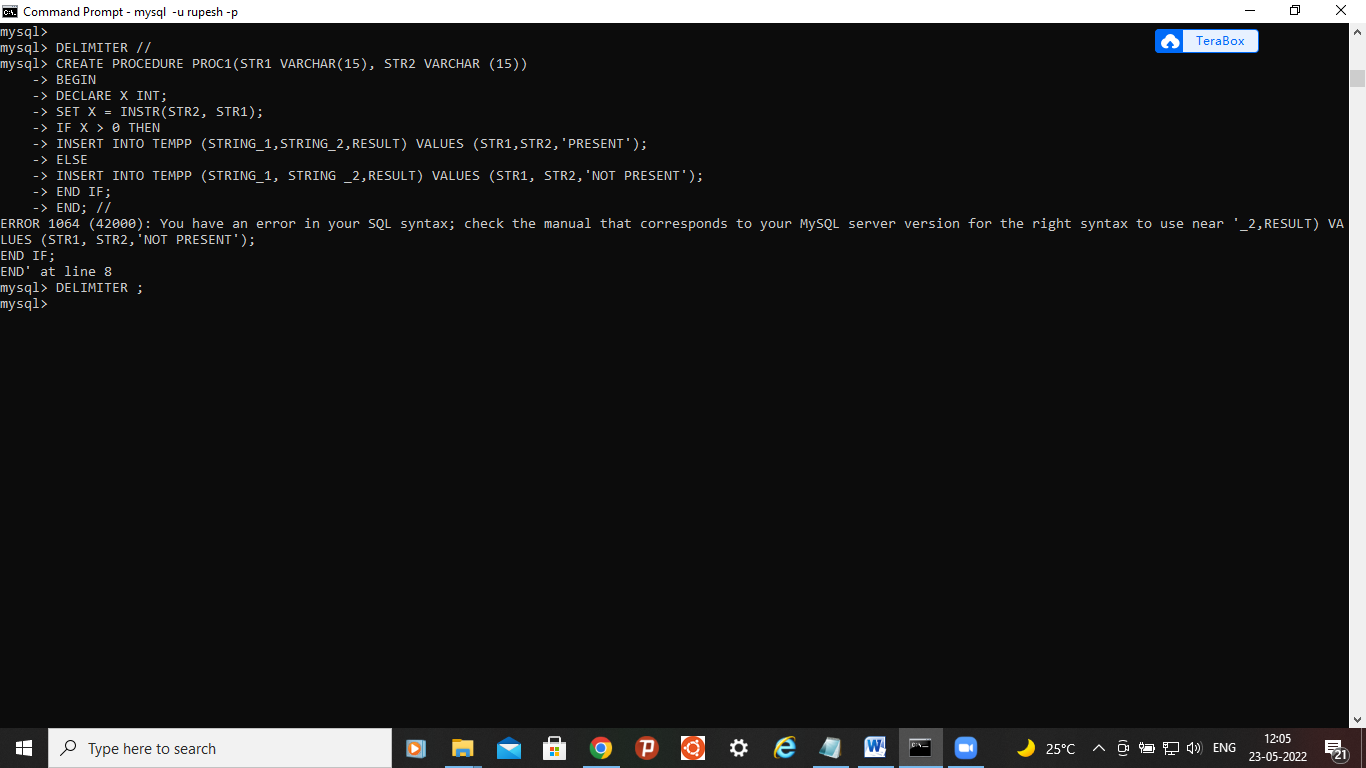 Command Prompt - mysql -u rupesh -p
mysql>
TeraBox
mysql> DELIMITER //
mysql> CREATE PROCEDURE PROC1(STR1 VARCHAR(15), STR2 VARCHAR (15))
-> BEGIN
-> DECLARE X INT;
-> SET X = INSTR(STR2, STR1);
-> IF X > 0 THEN
-> INSERT INTO TEMPP (STRING_1,STRING_2,RESULT) VALUES (STR1,STR2,'PRESENT');
-> ELSE
-> INSERT INTO TEMPP (STRING_1, STRING _2,RESULT) VALUES (STR1, STR2,'NOT PRESENT');
-> END IF;
-> END; //
ERROR 1064 (42000): You have an error in your SQL syntax; check the manual that corresponds to your MySQL server version for the right syntax to use near '_2,RESULT) VA
LUES (STR1, STR2,'NOT PRESENT');
END IF;
END' at line 8
mysql> DELIMITER ;
mysql>
Type here to search
25°C
ENG
12:05
23-05-2022
21